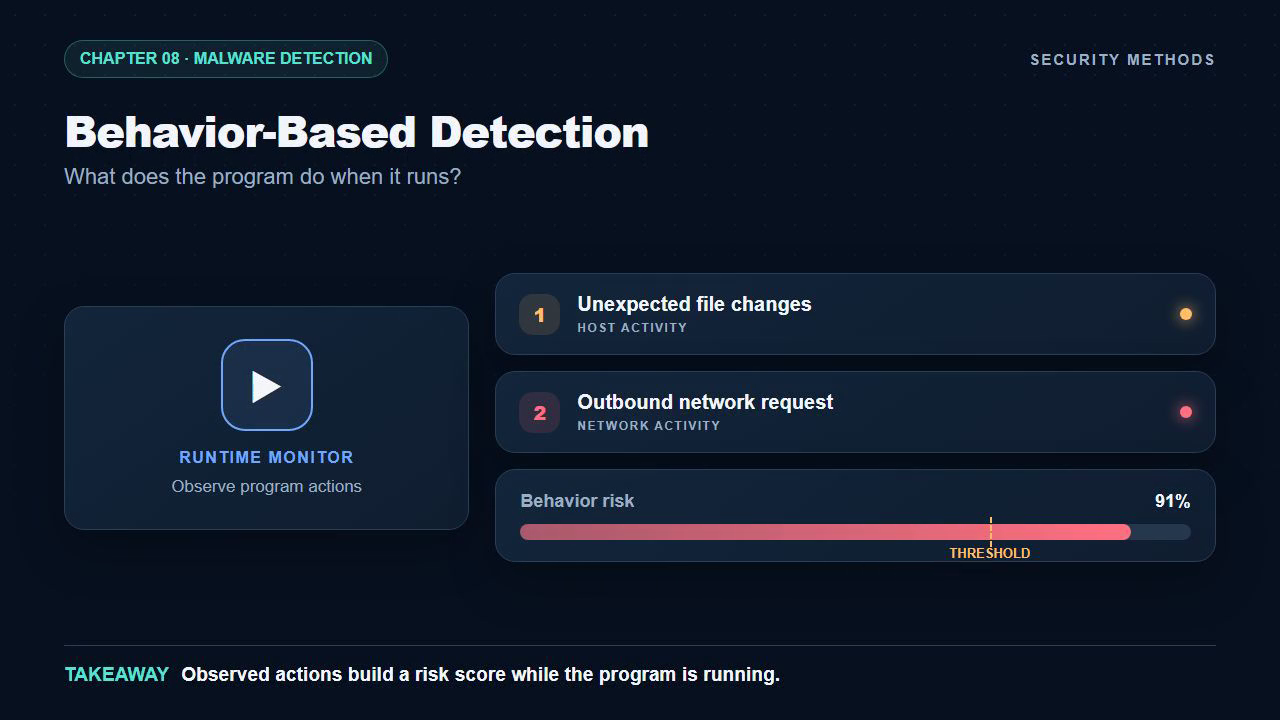 CHAPTER 08 · MALWARE DETECTION
SECURITY METHODS
Behavior-Based Detection
What does the program do when it runs?
RUNTIME MONITOR
Observe program actions
1
Unexpected file changes
HOST ACTIVITY
2
Outbound network request
NETWORK ACTIVITY
Behavior risk
91%
THRESHOLD
TAKEAWAY Observed actions build a risk score while the program is running.